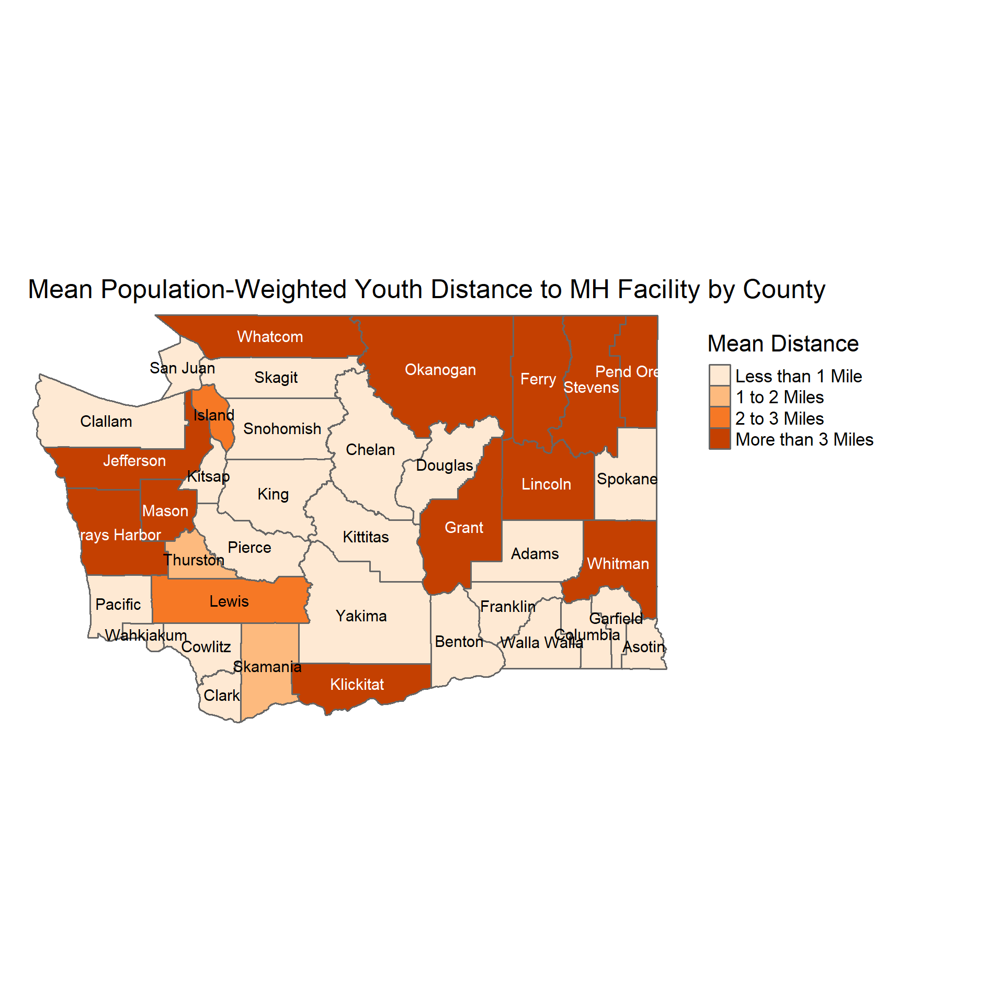 Mean Population-Weighted Youth Distance to MH Facility by County
Mean Distance
Less than 1 Mile
1 to 2 Miles
2 to 3 Miles
More than 3 Miles
Whatcom
San Juan
Skagit
Okanogan
Ferry
Stevens
Pend Ore
Clallam
Island
Snohomish
Chelan
Douglas
Jefferson
Kitsap
King
Lincoln
Spokane
Mason
rays Harbor
Kittitas
Grant
Thurston
Pierce
Adams
Whitman
Pacific
Lewis
Yakima
Franklin
Garfield
Wahkiakum
Cowlitz
Benton
Walla Walla
Columbia
Asotin
Skamania
Klickitat
Clark